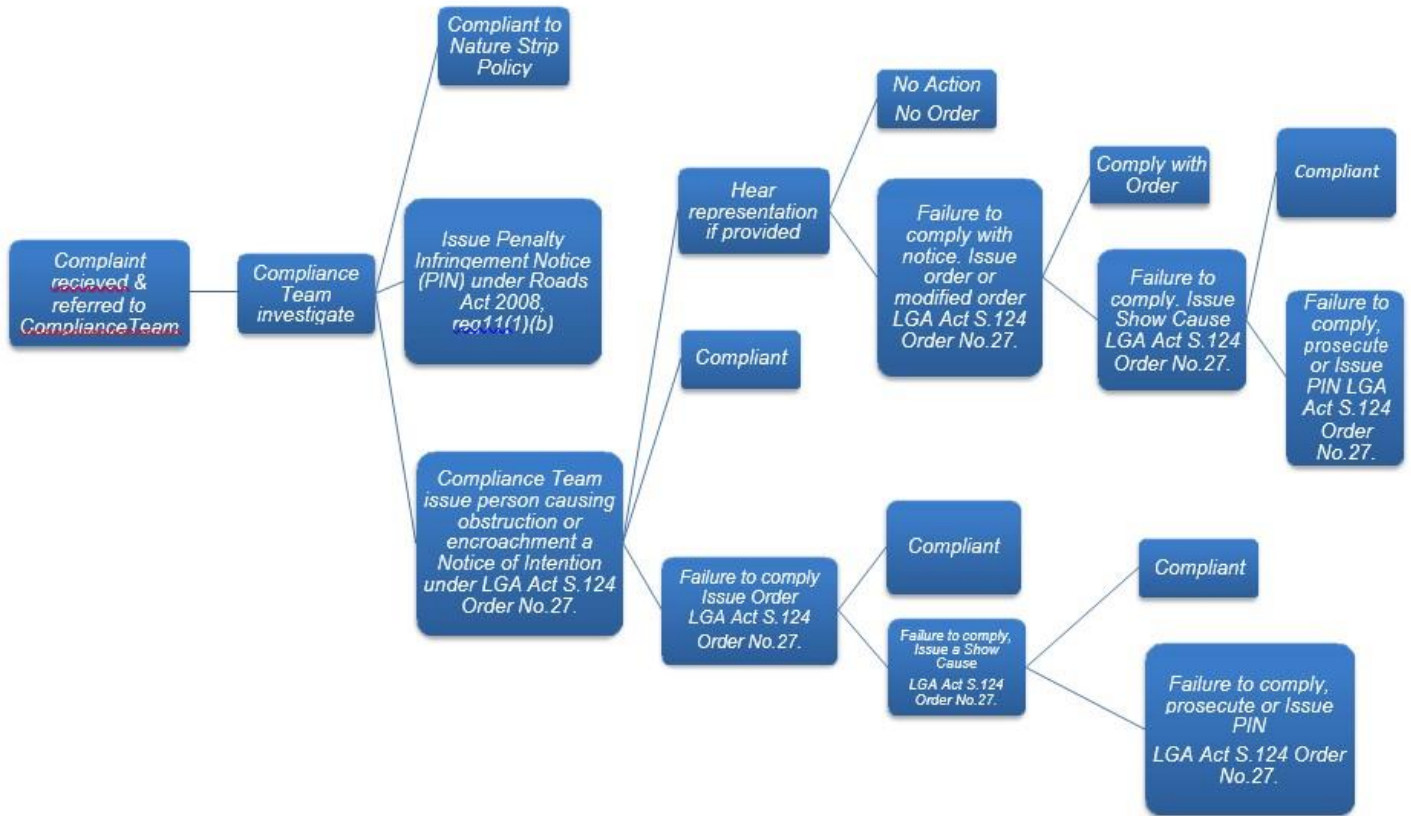 Complaint
recieved &
referred to
ComplianceTeam
Compliance
Team
investigate
Compliant to
Nature Strip
Policy
Issue Penalty
Infringement Notice
(PIN) under Roads
Act 2008,
reg11(1)(b)
Compliance Team
issue person causing
obstruction or
encroachment a
Notice of Intention
under LGA Act S.124
Order No.27.
Hear
representation
if provided
Compliant
Failure to comply
Issue Order
LGA Act S.124
Order No.27.
No Action
No Order
Failure to
comply with
notice. Issue
order or
modified order
LGA Act S.124
Order No.27.
Compliant
Failure to comply,
Issue a Show
Cause
LGA Act S.124
Order No.27.
Comply with
Order
Failure to
comply. Issue
Show Cause
LGA Act S.124
Order No.27.
Compliant
Failure to
comply,
prosecute
or Issue
PIN LGA
Act S.124
Order
No.27.
Compliant
Failure to comply,
prosecute or Issue
PIN
LGA Act S.124 Order
No.27.